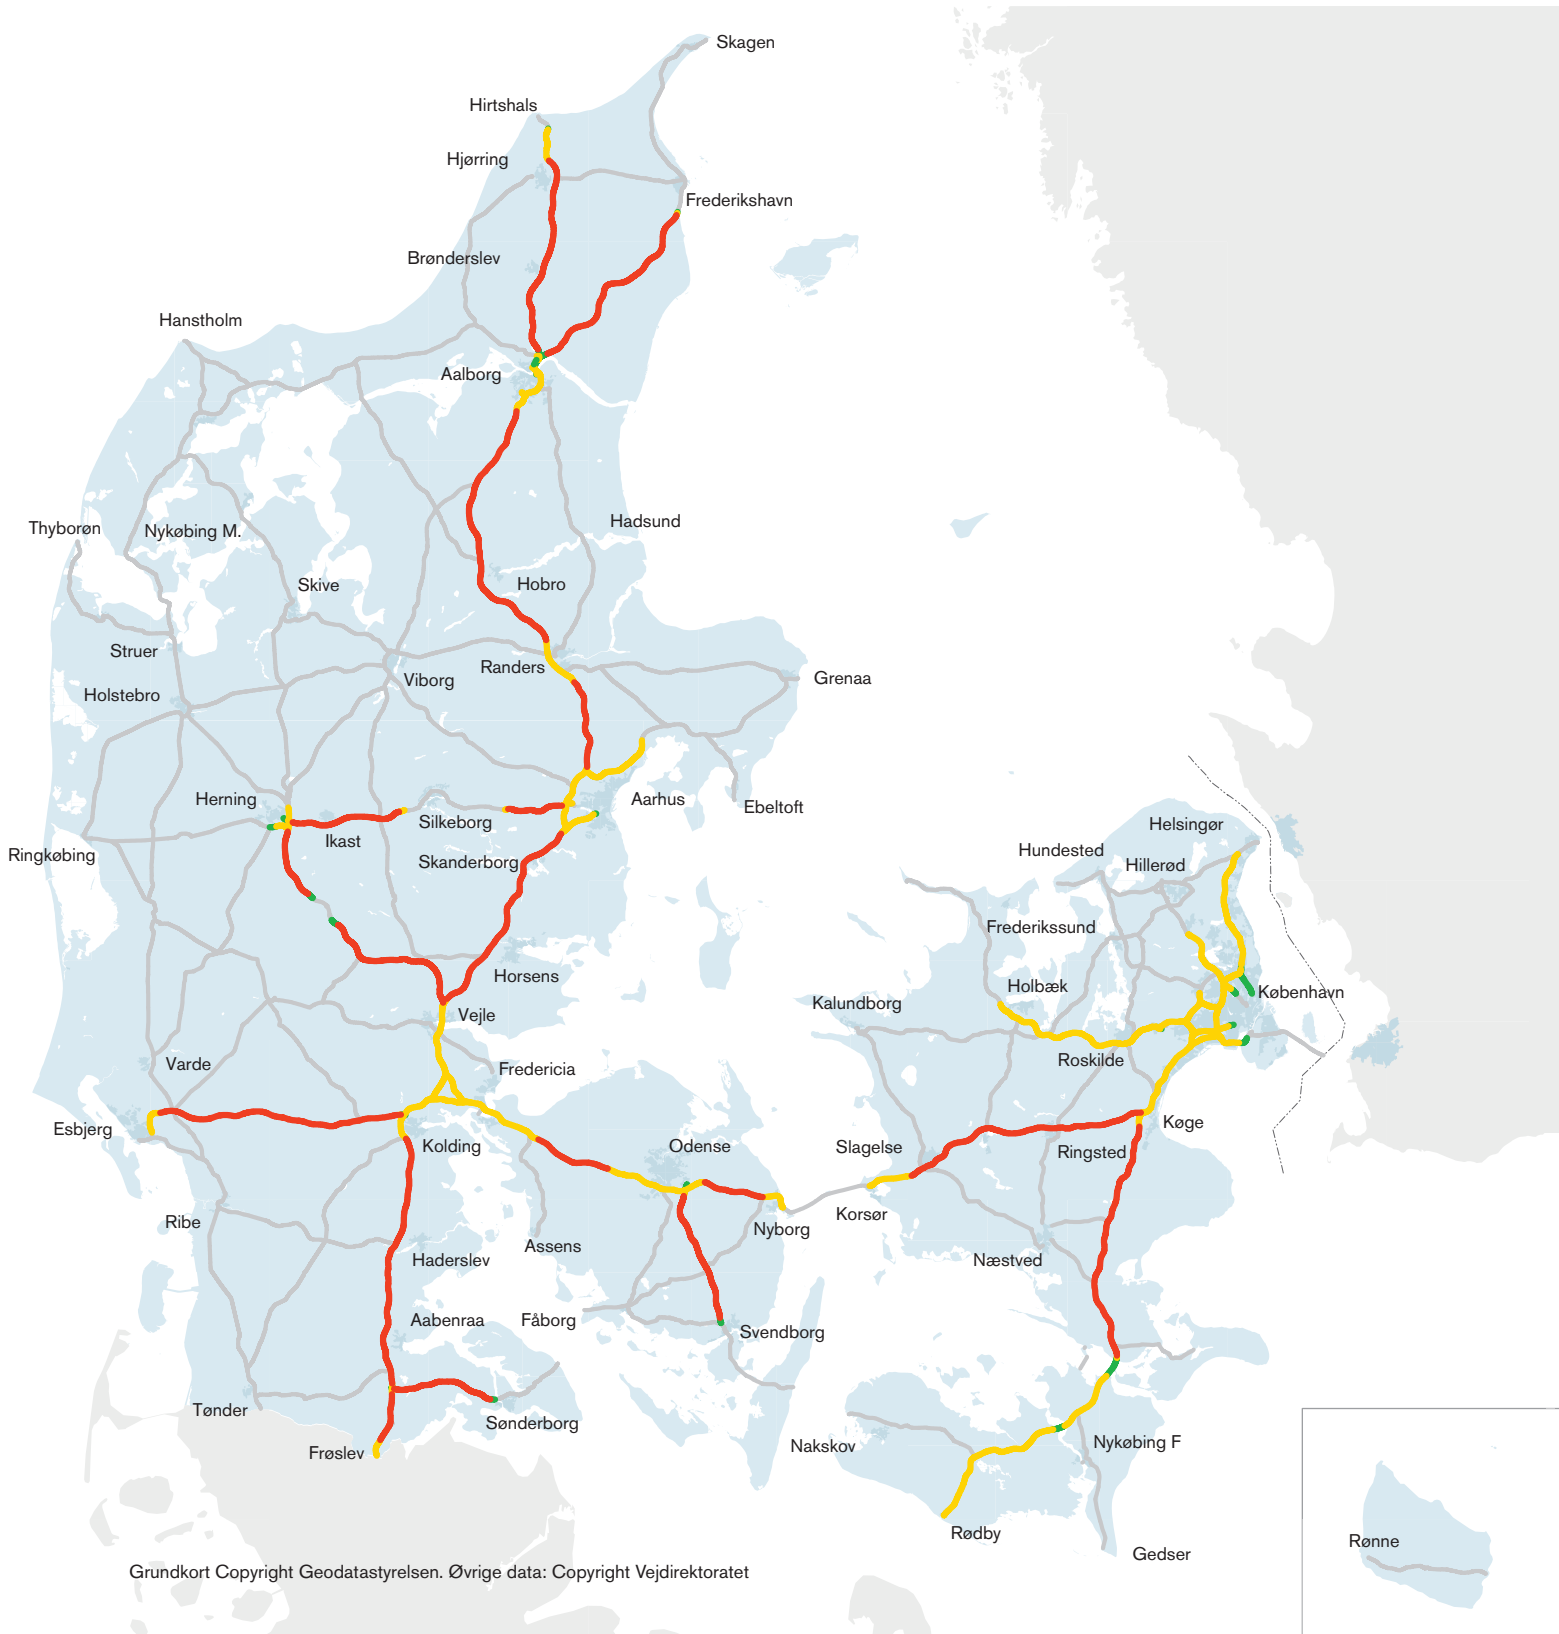 Skagen
Hirtshals
Hjørring
Frederikshavn
Brønderslev
Hanstholm
Aalborg
Thyborøn
Nykøbing M.
Hadsund
Skive
Hobro
Struer
Randers
Viborg
Grenaa
Holstebro
Herning
Aarhus
Ebeltoft
Silkeborg
Ikast
Ringkøbing
Skanderborg
Helsingør
Hundested
Hillerød
Frederikssund
Horsens
Holbæk
København
Kalundborg
Vejle
Varde
Fredericia
Roskilde
Esbjerg
Kolding
Odense
Slagelse
Ringsted
Køge
Ribe
Nyborg
Korsør
Assens
Haderslev
Næstved
Aabenraa
Fåborg
Svendborg
Tønder
Sønderborg
Frøslev
Nakskov
Nykøbing F
Rødby
Gedser
Rønne
Grundkort Copyright Geodatastyrelsen. Øvrige data: Copyright Vejdirektoratet